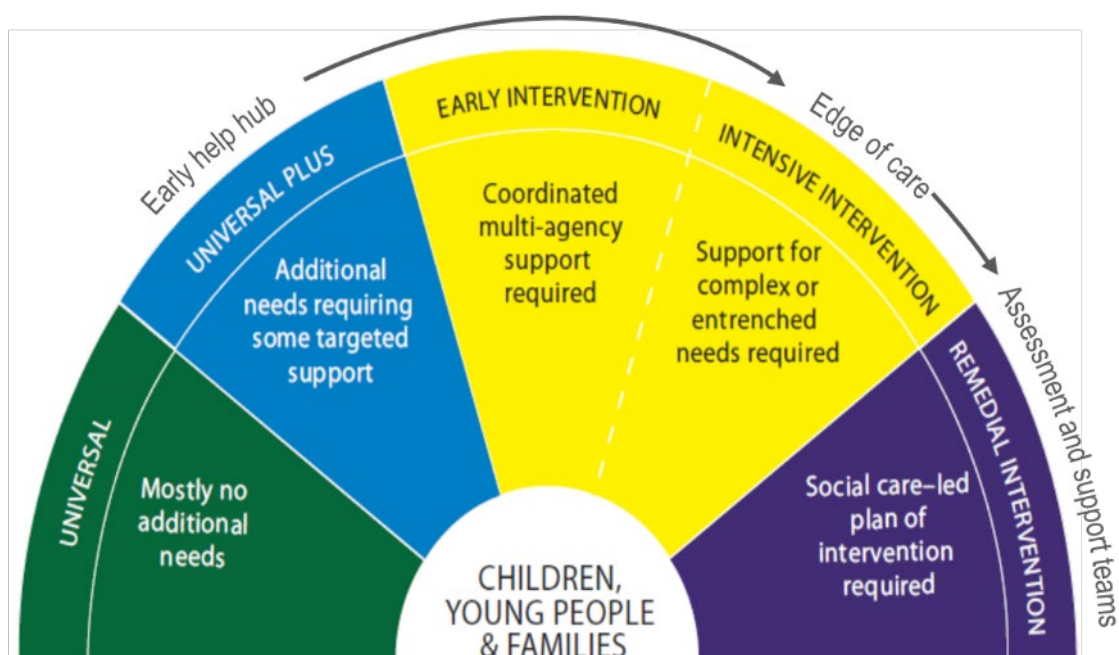 Early help hub
Edge of care
Assessment and support teams
UNIVERSAL
Mostly no
additional
needs
UNIVERSAL PLUS
Additional
needs requiring
some targeted
support
EARLY INTERVENTION
Coordinated
multi-agency
support
required
INTENSIVE INTERVENTION
Support for
complex or
entrenched
needs required
REMEDIAL INTERVENTION
Social care–led
plan of
intervention
required
CHILDREN,
YOUNG PEOPLE
& FAMILIES